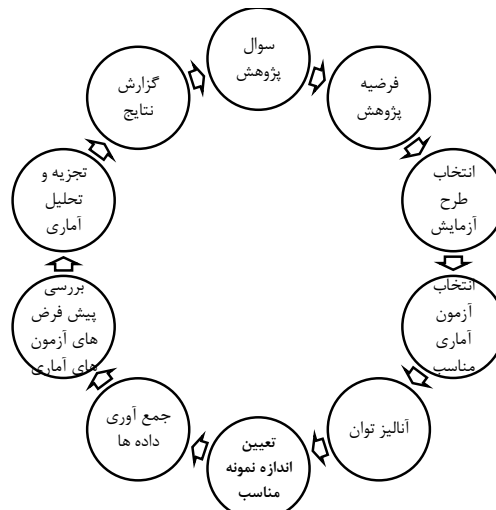 سوال
پژوهش
فرضیه
پژوهش
انتخاب
طرح
آزمایش
انتخاب
آزمون
آماری
مناسب
آنالیز توان
تعیین
اندازه نمونه
مناسب
جمع آوری
داده ها
بررسی
پیش فرض
های آزمون
های آماری
تجزیه و
تحلیل
آماری
گزارش
نتایج